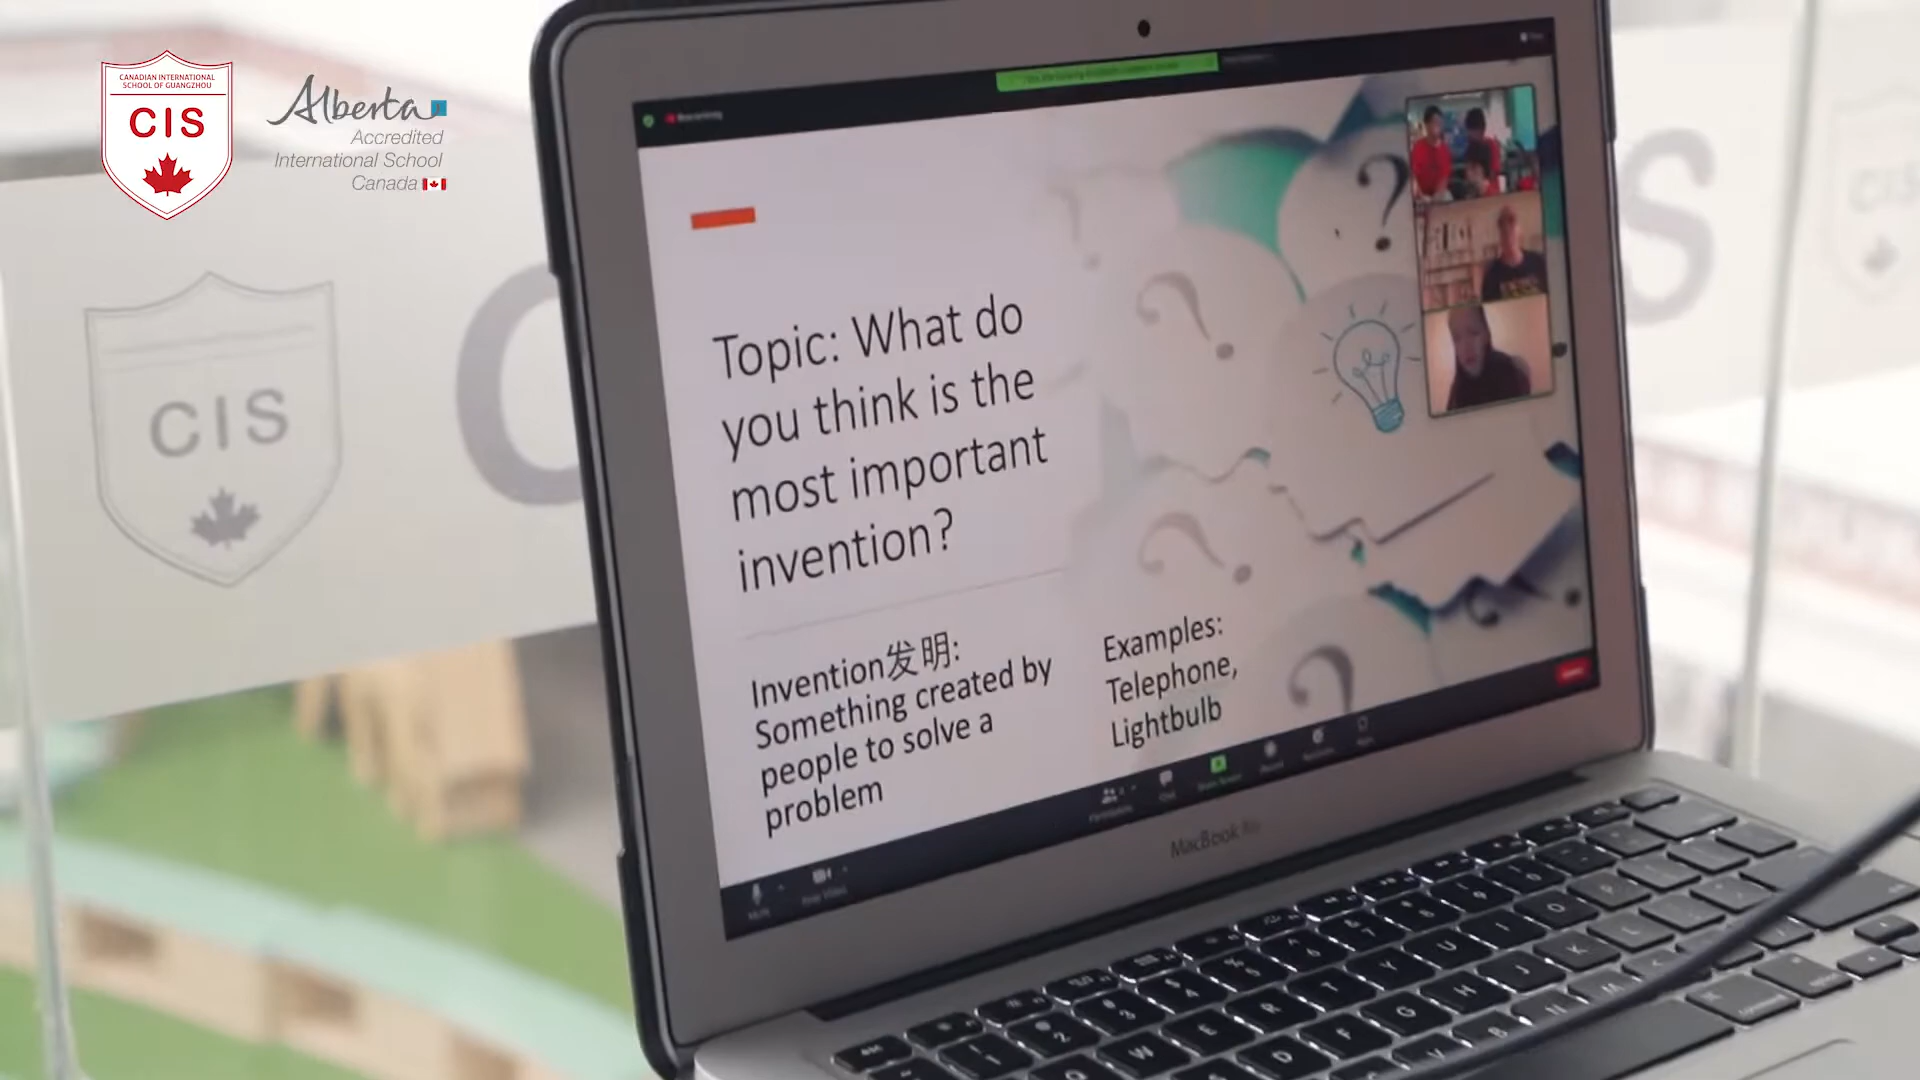 CANADIAN INTERNATIONAL
SCHOOL OF GUANGZHOU
CIS
Alberta
Accredited
International School
Canada
CIS
C
S
CIS
Topic: What do
you think is the
most important
invention?
Invention发明:
Something created by
people to solve a
problem
Examples:
Telephone,
Lightbulb
MacBook Air